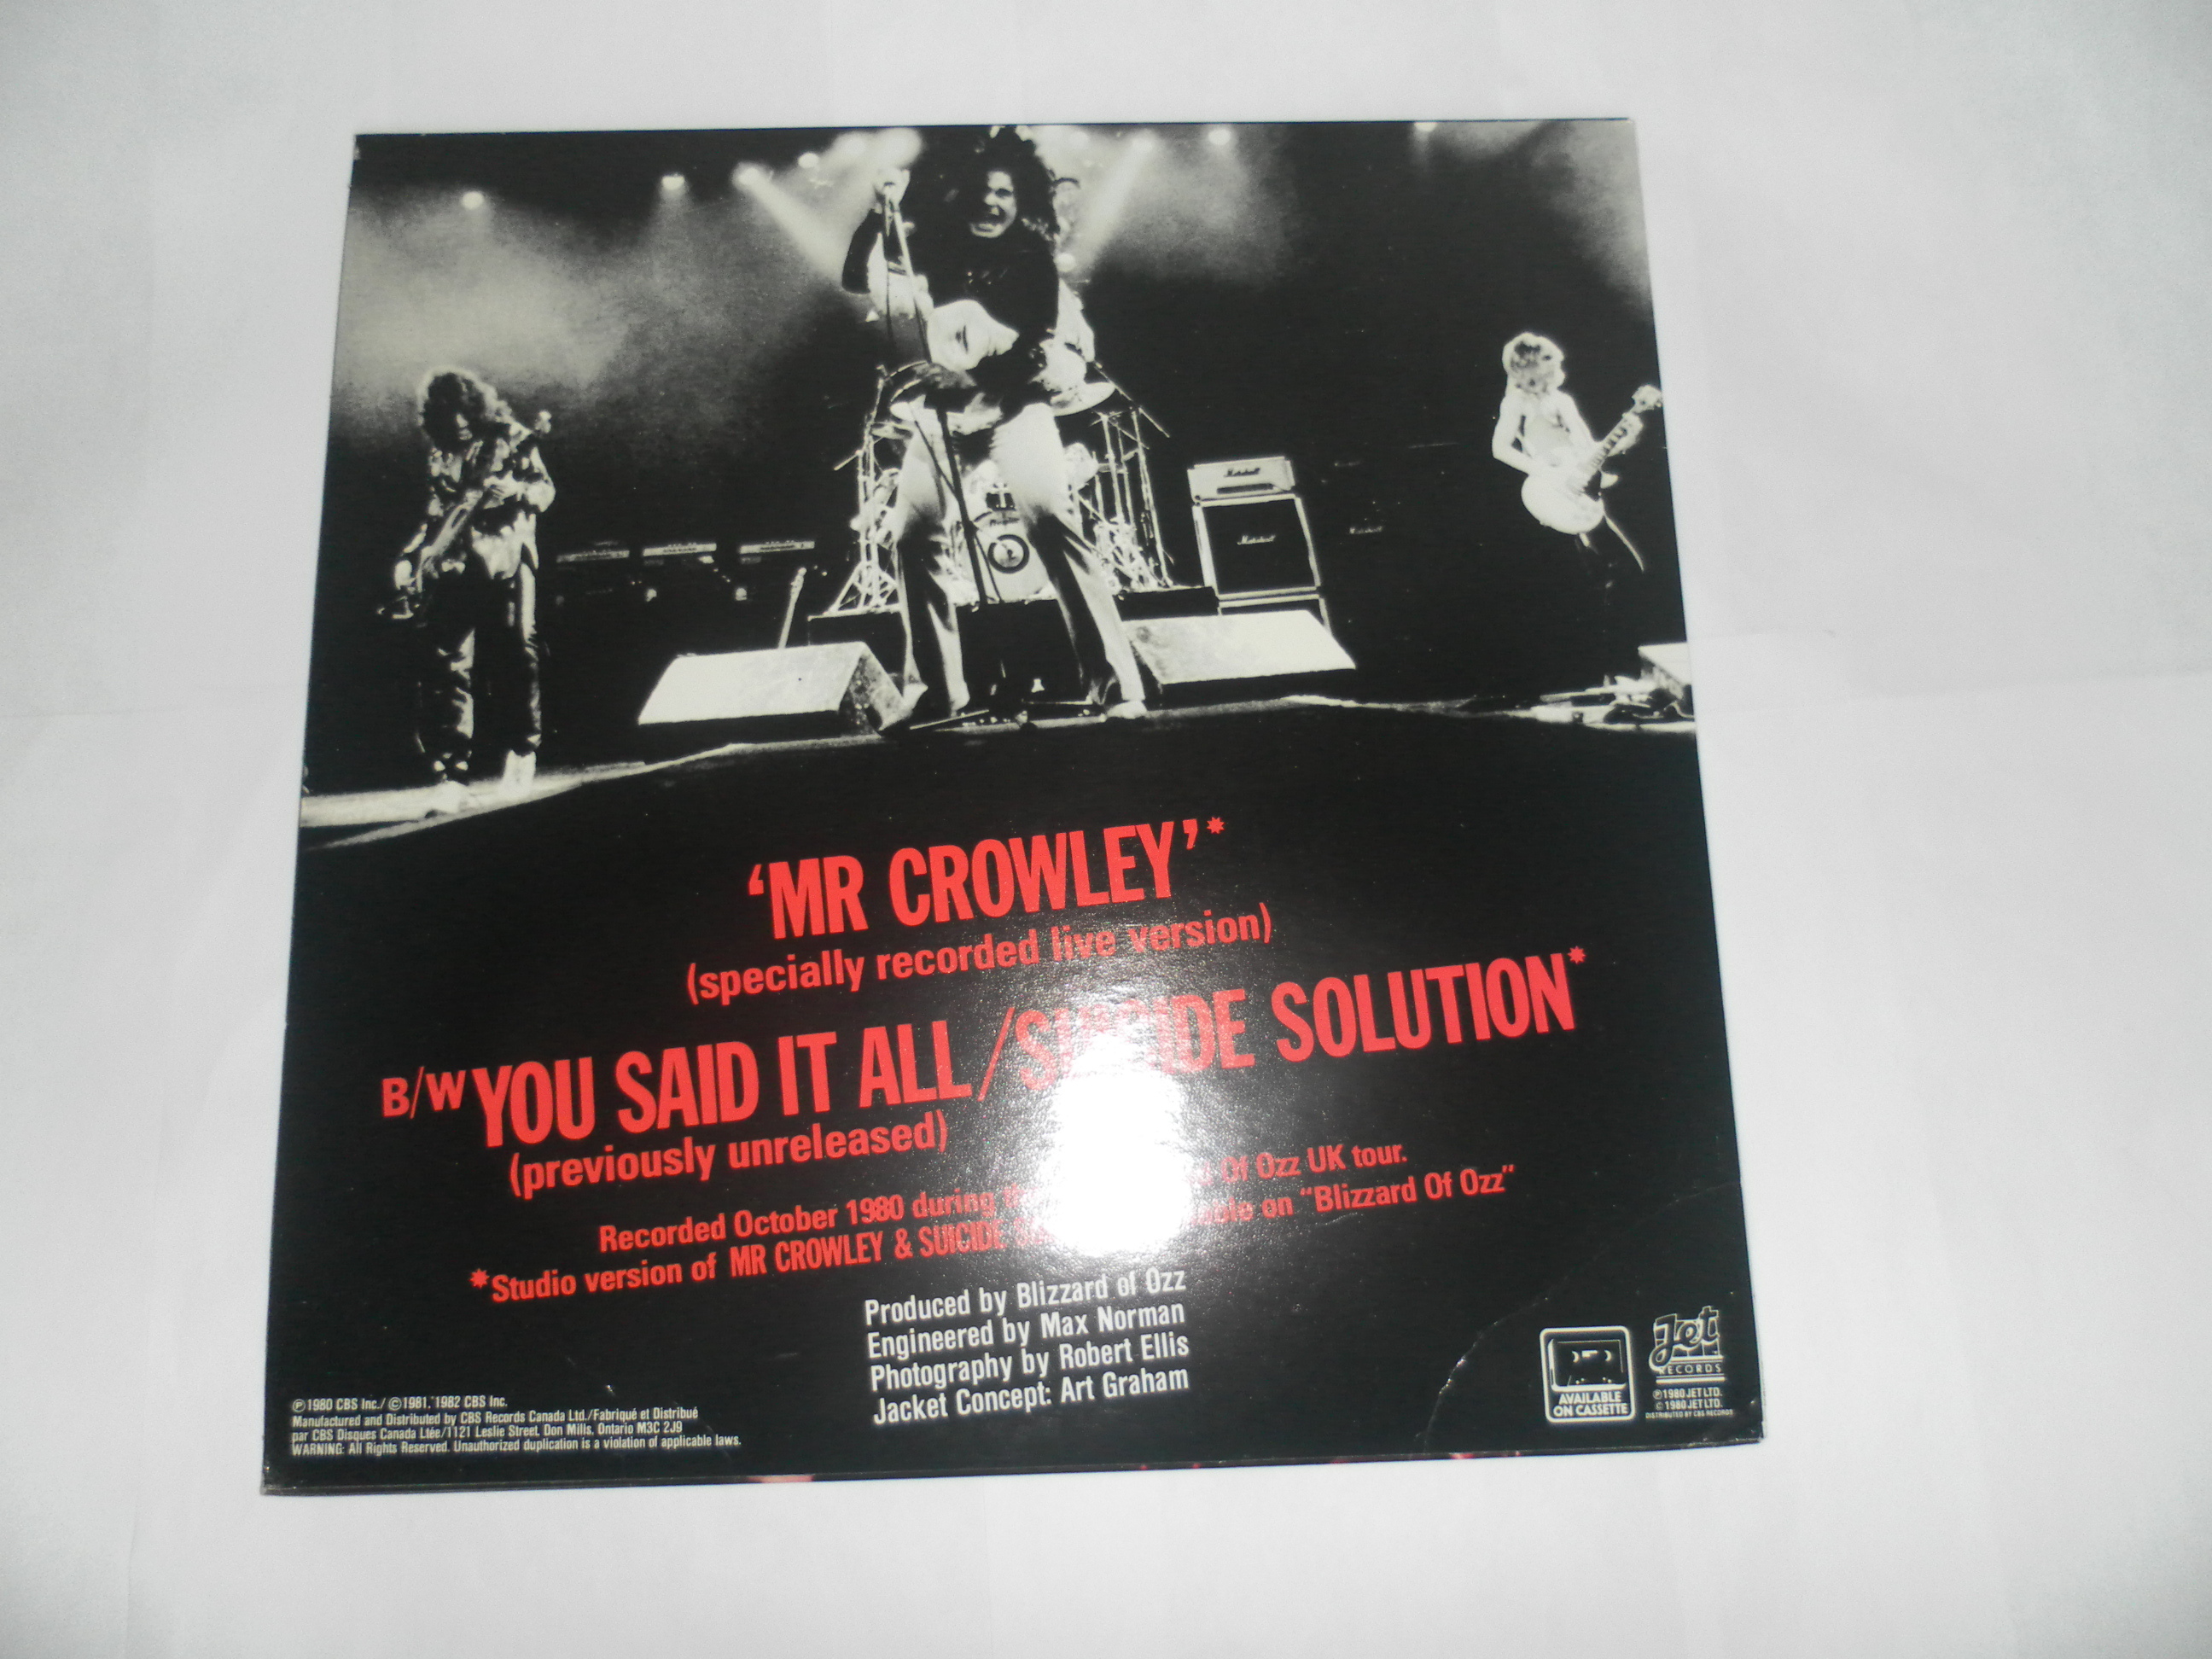 Marshall
Marshall
'MR CROWLEY'*
(specially recorded live version)
B/W YOU SAID IT ALL/SUICIDE SOLUTION*
(previously unreleased)
Recorded October 1980 during Of Ozz UK tour.
*Studio version of MR CROWLEY & SUICIDE on "Blizzard Of Ozz"
Produced by Blizzard of Ozz
Engineered by Max Norman
Photography by Robert Ellis
Jacket Concept: Art Graham
℗1980 CBS Inc./ ©1981, 1982 CBS Inc.
Manufactured and Distributed by CBS Records Canada Ltd./Fabriqué et Distribué
par CBS Disques Canada Ltée/1121 Leslie Street, Don Mills, Ontario M3C 2J9
WARNING: All Rights Reserved. Unauthorized duplication is a violation of applicable laws.
AVAILABLE
ON CASSETTE
Jet
RECORDS
℗1980 JET LTD.
©1980 JET LTD.
DISTRIBUTED BY CBS RECORDS